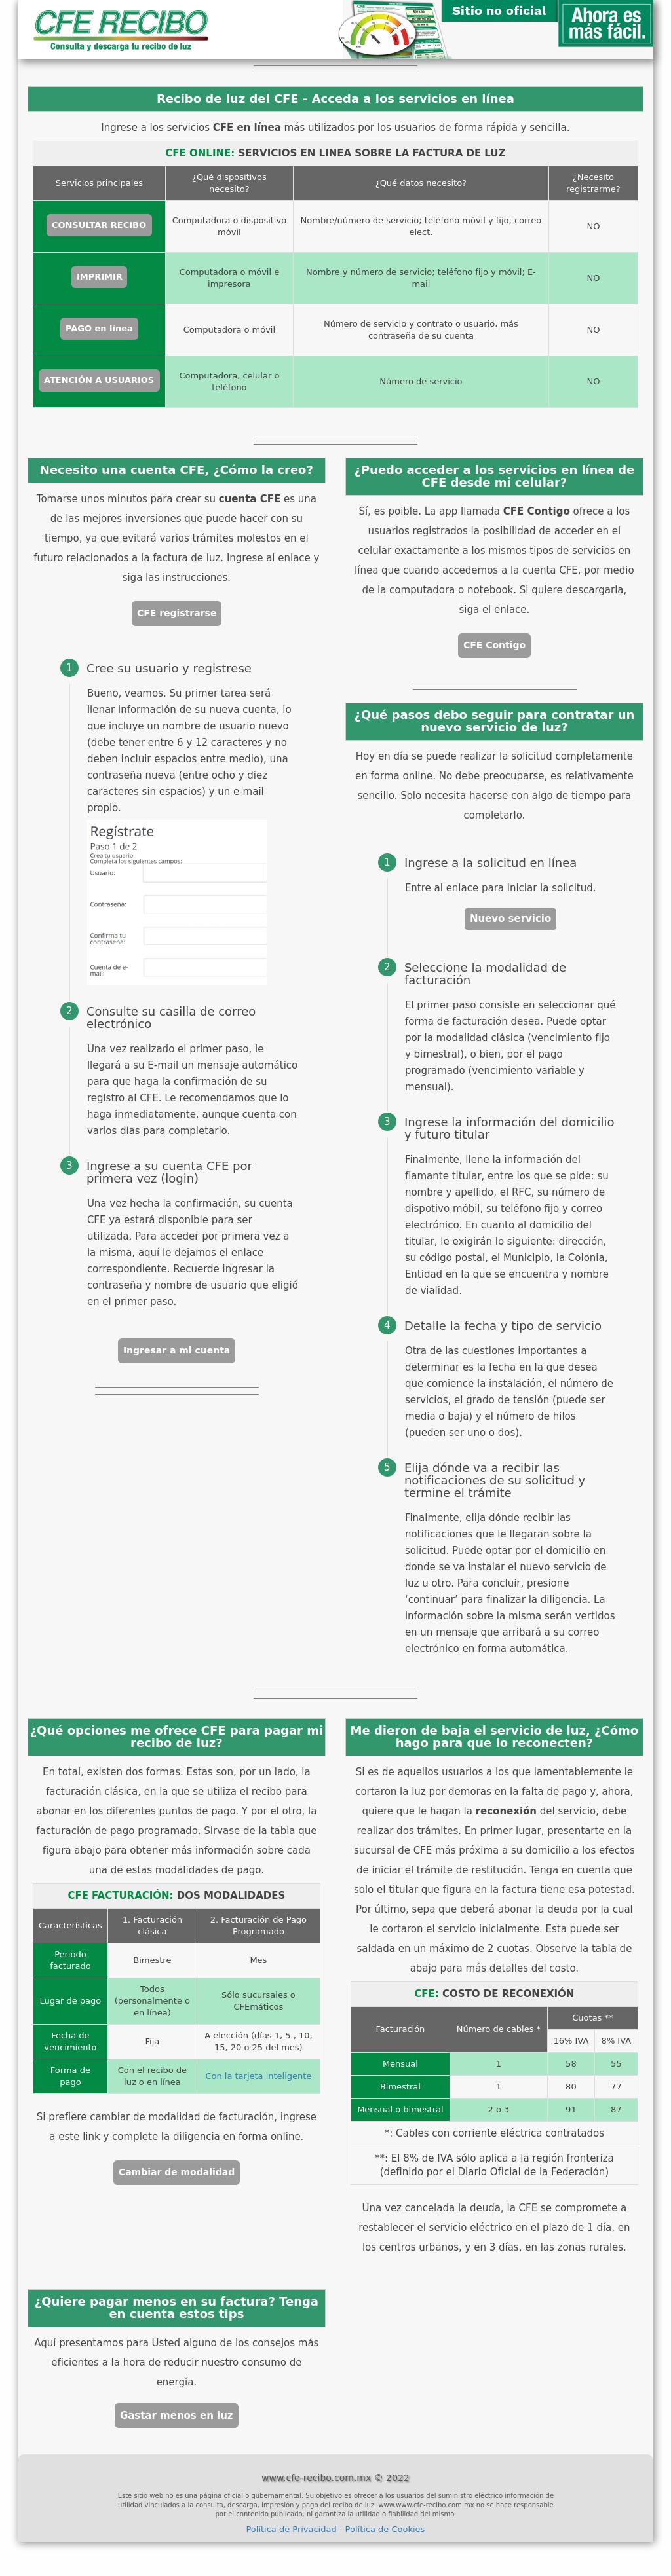 CFE RECIBO
Consulta y descarga tu recibo de luz
Sitio no oficial
Ahora es
más fácil.
Recibo de luz del CFE - Acceda a los servicios en línea
Ingrese a los servicios CFE en línea más utilizados por los usuarios de forma rápida y sencilla.
CFE ONLINE: SERVICIOS EN LINEA SOBRE LA FACTURA DE LUZ
Servicios principales
¿Qué dispositivos
necesito?
¿Qué datos necesito?
¿Necesito
registrarme?
CONSULTAR RECIBO
Computadora o dispositivo
móvil
Nombre/número de servicio; teléfono móvil y fijo; correo
elect.
NO
IMPRIMIR
Computadora o móvil e
impresora
Nombre y número de servicio; teléfono fijo y móvil; E-
mail
NO
PAGO en línea
Computadora o móvil
Número de servicio y contrato o usuario, más
contraseña de su cuenta
NO
ATENCIÓN A USUARIOS
Computadora, celular o
teléfono
Número de servicio
NO
Necesito una cuenta CFE, ¿Cómo la creo?
Tomarse unos minutos para crear su cuenta CFE es una
de las mejores inversiones que puede hacer con su
tiempo, ya que evitará varios trámites molestos en el
futuro relacionados a la factura de luz. Ingrese al enlace y
siga las instrucciones.
CFE registrarse
1 Cree su usuario y registrese
Bueno, veamos. Su primer tarea será
llenar información de su nueva cuenta, lo
que incluye un nombre de usuario nuevo
(debe tener entre 6 y 12 caracteres y no
deben incluir espacios entre medio), una
contraseña nueva (entre ocho y diez
caracteres sin espacios) y un e-mail
propio.
Regístrate
Paso 1 de 2
Crea tu usuario.
Completa los siguientes campos:
Usuario:
Contraseña:
Confirma tu
contraseña:
Cuenta de e-
mail:
2 Consulte su casilla de correo
electrónico
Una vez realizado el primer paso, le
llegará a su E-mail un mensaje automático
para que haga la confirmación de su
registro al CFE. Le recomendamos que lo
haga inmediatamente, aunque cuenta con
varios días para completarlo.
3 Ingrese a su cuenta CFE por
primera vez (login)
Una vez hecha la confirmación, su cuenta
CFE ya estará disponible para ser
utilizada. Para acceder por primera vez a
la misma, aquí le dejamos el enlace
correspondiente. Recuerde ingresar la
contraseña y nombre de usuario que eligió
en el primer paso.
Ingresar a mi cuenta
¿Puedo acceder a los servicios en línea de
CFE desde mi celular?
Sí, es poible. La app llamada CFE Contigo ofrece a los
usuarios registrados la posibilidad de acceder en el
celular exactamente a los mismos tipos de servicios en
línea que cuando accedemos a la cuenta CFE, por medio
de la computadora o notebook. Si quiere descargarla,
siga el enlace.
CFE Contigo
¿Qué pasos debo seguir para contratar un
nuevo servicio de luz?
Hoy en día se puede realizar la solicitud completamente
en forma online. No debe preocuparse, es relativamente
sencillo. Solo necesita hacerse con algo de tiempo para
completarlo.
1 Ingrese a la solicitud en línea
Entre al enlace para iniciar la solicitud.
Nuevo servicio
2 Seleccione la modalidad de
facturación
El primer paso consiste en seleccionar qué
forma de facturación desea. Puede optar
por la modalidad clásica (vencimiento fijo
y bimestral), o bien, por el pago
programado (vencimiento variable y
mensual).
3 Ingrese la información del domicilio
y futuro titular
Finalmente, llene la información del
flamante titular, entre los que se pide: su
nombre y apellido, el RFC, su número de
dispotivo móbil, su teléfono fijo y correo
electrónico. En cuanto al domicilio del
titular, le exigirán lo siguiente: dirección,
su código postal, el Municipio, la Colonia,
Entidad en la que se encuentra y nombre
de vialidad.
4 Detalle la fecha y tipo de servicio
Otra de las cuestiones importantes a
determinar es la fecha en la que desea
que comience la instalación, el número de
servicios, el grado de tensión (puede ser
media o baja) y el número de hilos
(pueden ser uno o dos).
5 Elija dónde va a recibir las
notificaciones de su solicitud y
termine el trámite
Finalmente, elija dónde recibir las
notificaciones que le llegaran sobre la
solicitud. Puede optar por el domicilio en
donde se va instalar el nuevo servicio de
luz u otro. Para concluir, presione
‘continuar’ para finalizar la diligencia. La
información sobre la misma serán vertidos
en un mensaje que arribará a su correo
electrónico en forma automática.
¿Qué opciones me ofrece CFE para pagar mi
recibo de luz?
En total, existen dos formas. Estas son, por un lado, la
facturación clásica, en la que se utiliza el recibo para
abonar en los diferentes puntos de pago. Y por el otro, la
facturación de pago programado. Sirvase de la tabla que
figura abajo para obtener más información sobre cada
una de estas modalidades de pago.
CFE FACTURACIÓN: DOS MODALIDADES
Características
1. Facturación
clásica
2. Facturación de Pago
Programado
Periodo
facturado
Bimestre
Mes
Lugar de pago
Todos
(personalmente o
en línea)
Sólo sucursales o
CFEmáticos
Fecha de
vencimiento
Fija
A elección (días 1, 5 , 10,
15, 20 o 25 del mes)
Forma de
pago
Con el recibo de
luz o en línea
Con la tarjeta inteligente
Si prefiere cambiar de modalidad de facturación, ingrese
a este link y complete la diligencia en forma online.
Cambiar de modalidad
Me dieron de baja el servicio de luz, ¿Cómo
hago para que lo reconecten?
Si es de aquellos usuarios a los que lamentablemente le
cortaron la luz por demoras en la falta de pago y, ahora,
quiere que le hagan la reconexión del servicio, debe
realizar dos trámites. En primer lugar, presentarte en la
sucursal de CFE más próxima a su domicilio a los efectos
de iniciar el trámite de restitución. Tenga en cuenta que
solo el titular que figura en la factura tiene esa potestad.
Por último, sepa que deberá abonar la deuda por la cual
le cortaron el servicio inicialmente. Esta puede ser
saldada en un máximo de 2 cuotas. Observe la tabla de
abajo para más detalles del costo.
CFE: COSTO DE RECONEXIÓN
Facturación
Número de cables *
Cuotas **
16% IVA
8% IVA
Mensual 1 58 55
Bimestral 1 80 77
Mensual o bimestral 2 o 3 91 87
*: Cables con corriente eléctrica contratados
**: El 8% de IVA sólo aplica a la región fronteriza
(definido por el Diario Oficial de la Federación)
Una vez cancelada la deuda, la CFE se compromete a
restablecer el servicio eléctrico en el plazo de 1 día, en
los centros urbanos, y en 3 días, en las zonas rurales.
¿Quiere pagar menos en su factura? Tenga
en cuenta estos tips
Aquí presentamos para Usted alguno de los consejos más
eficientes a la hora de reducir nuestro consumo de
energía.
Gastar menos en luz
www.cfe-recibo.com.mx © 2022
Este sitio web no es una página oficial o gubernamental. Su objetivo es ofrecer a los usuarios del suministro eléctrico información de
utilidad vinculados a la consulta, descarga, impresión y pago del recibo de luz. www.www.cfe-recibo.com.mx no se hace responsable
por el contenido publicado, ni garantiza la utilidad o fiabilidad del mismo.
Política de Privacidad - Política de Cookies